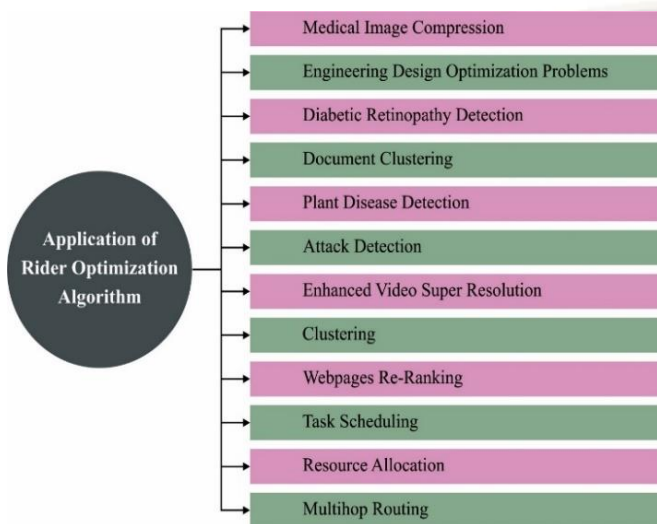 Application of
Rider Optimization
Algorithm
Medical Image Compression
Engineering Design Optimization Problems
Diabetic Retinopathy Detection
Document Clustering
Plant Disease Detection
Attack Detection
Enhanced Video Super Resolution
Clustering
Webpages Re-Ranking
Task Scheduling
Resource Allocation
Multihop Routing